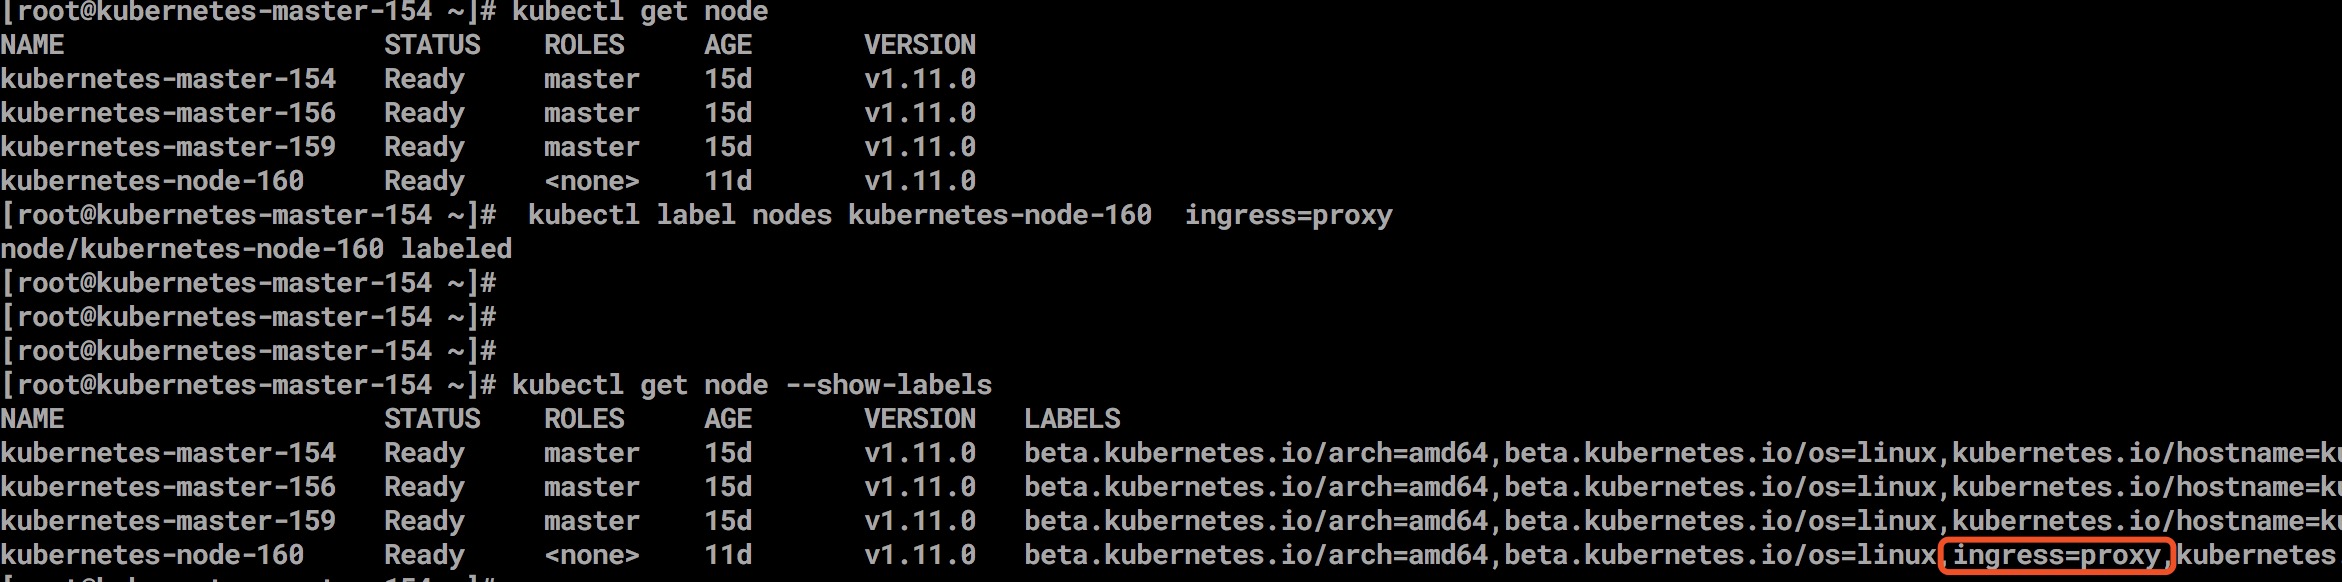 [root@kubernetes-master-154 ~]# kubectl get node
NAME STATUS ROLES AGE VERSION
kubernetes-master-154 Ready master 15d v1.11.0
kubernetes-master-156 Ready master 15d v1.11.0
kubernetes-master-159 Ready master 15d v1.11.0
kubernetes-node-160 Ready <none> 11d v1.11.0
[root@kubernetes-master-154 ~]#  kubectl label nodes kubernetes-node-160  ingress=proxy
node/kubernetes-node-160 labeled
[root@kubernetes-master-154 ~]#
[root@kubernetes-master-154 ~]#
[root@kubernetes-master-154 ~]#
[root@kubernetes-master-154 ~]# kubectl get node --show-labels
NAME STATUS ROLES AGE VERSION LABELS
kubernetes-master-154 Ready master 15d v1.11.0 beta.kubernetes.io/arch=amd64,beta.kubernetes.io/os=linux,kubernetes.io/hostname=ku
kubernetes-master-156 Ready master 15d v1.11.0 beta.kubernetes.io/arch=amd64,beta.kubernetes.io/os=linux,kubernetes.io/hostname=ku
kubernetes-master-159 Ready master 15d v1.11.0 beta.kubernetes.io/arch=amd64,beta.kubernetes.io/os=linux,kubernetes.io/hostname=ku
kubernetes-node-160 Ready <none> 11d v1.11.0 beta.kubernetes.io/arch=amd64,beta.kubernetes.io/os=linux,ingress=proxy,kubernetes